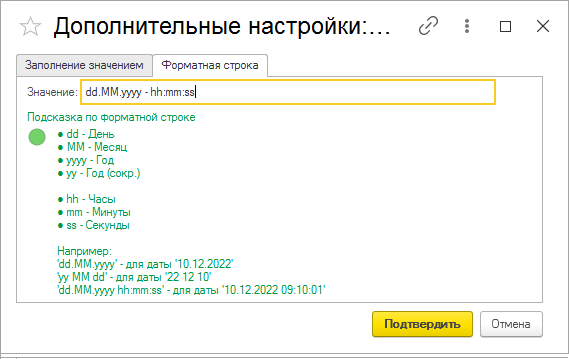 Дополнительные настройки:...
Заполнение значением Форматная строка
Значение: dd.MM.yyyy - hh:mm:ss
Подсказка по форматной строке
● dd - День
● MM - Месяц
● yyyy - Год
● yy - Год (сокр.)
● hh - Часы
● mm - Минуты
● ss - Секунды
Например:
'dd.MM.yyyy' - для даты '10.12.2022'
'yy MM dd' - для даты '22 12 10'
'dd.MM.yyyy hh:mm:ss' - для даты '10.12.2022 09:10:01'
Подтвердить Отмена